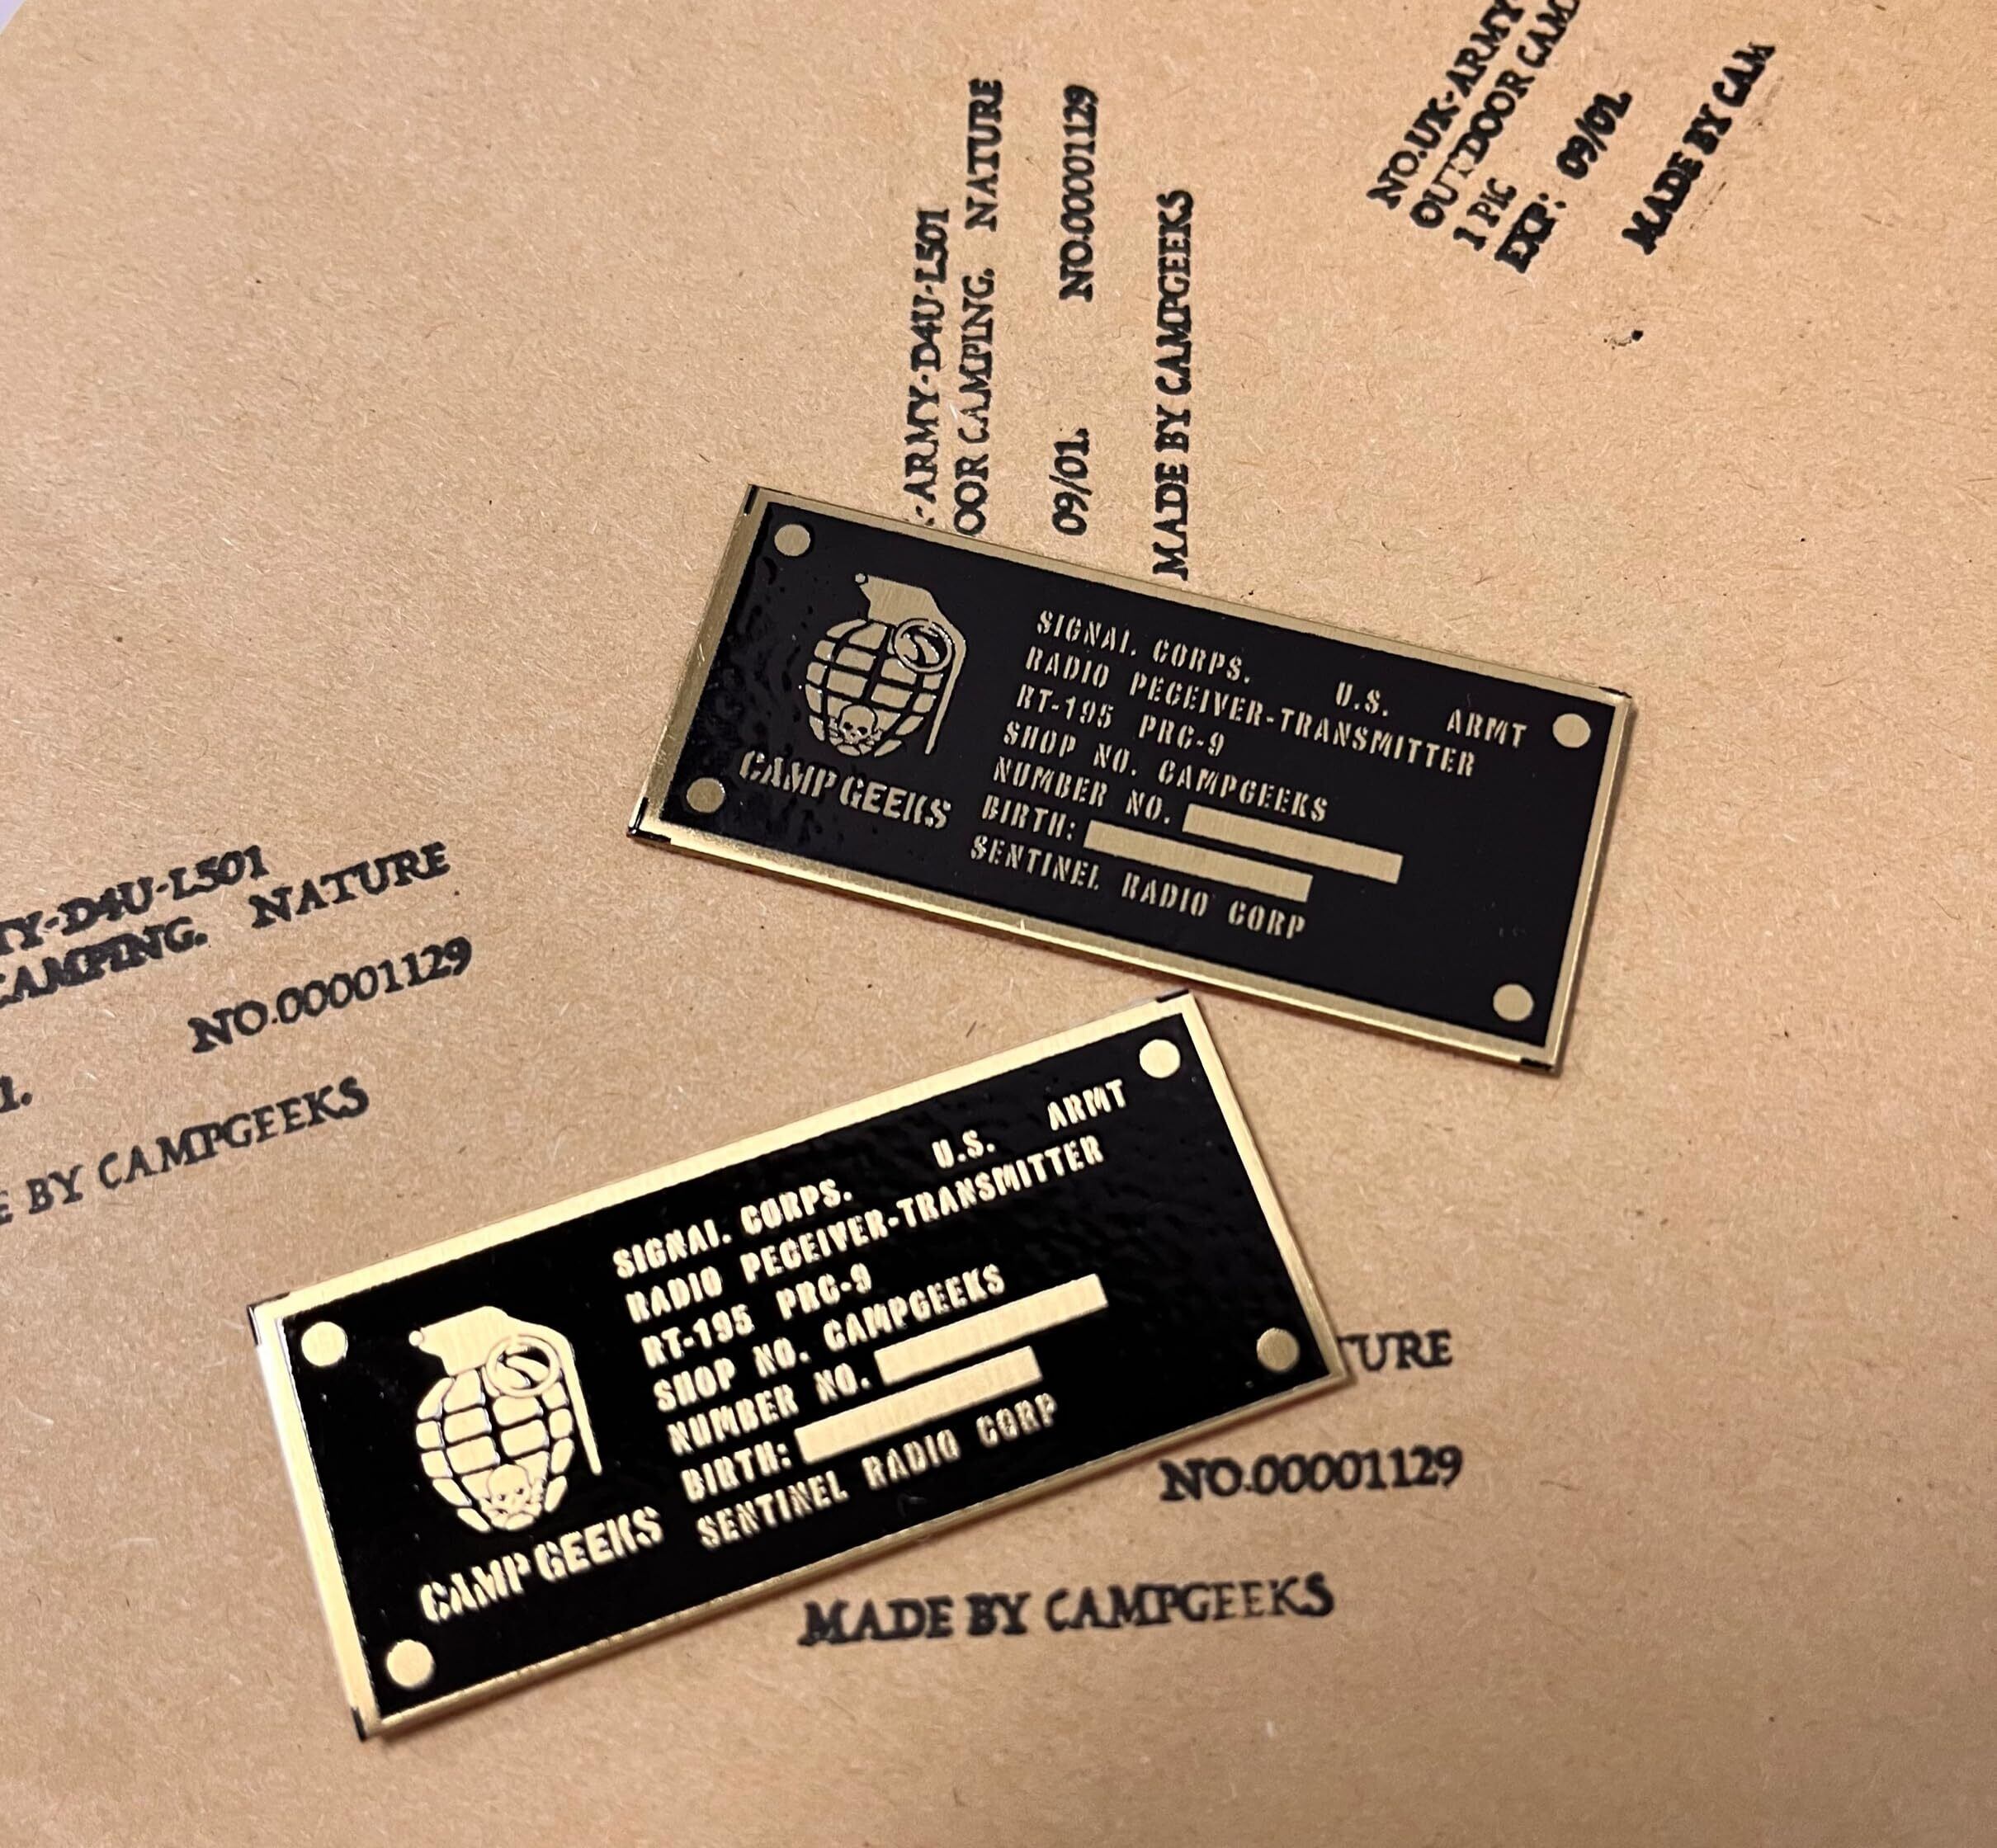 NO.UK-ARMY
OUTDOOR CAM
1 PIC
EXP: 09/01.
MADE BY CAM
-ARMY-D4U-L501
OOR CAMPING. NATURE
09/01. NO.00001129
MADE BY CAMPGEEKS
SIGNAL CORPS. U.S. ARMT
RADIO PECEIVER-TRANSMITTER
RT-195 PRC-9
SHOP NO. CAMPGEEKS
NUMBER NO.
BIRTH:
SENTINEL RADIO CORP
CAMP GEEKS
TY-D4U-L501
CAMPING. NATURE
NO.00001129
1.
E BY CAMPGEEKS
SIGNAL CORPS. U.S. ARMT
RADIO PECEIVER-TRANSMITTER
RT-195 PRC-9
SHOP NO. CAMPGEEKS
NUMBER NO.
BIRTH:
SENTINEL RADIO CORP
CAMP GEEKS
TURE
NO.00001129
MADE BY CAMPGEEKS